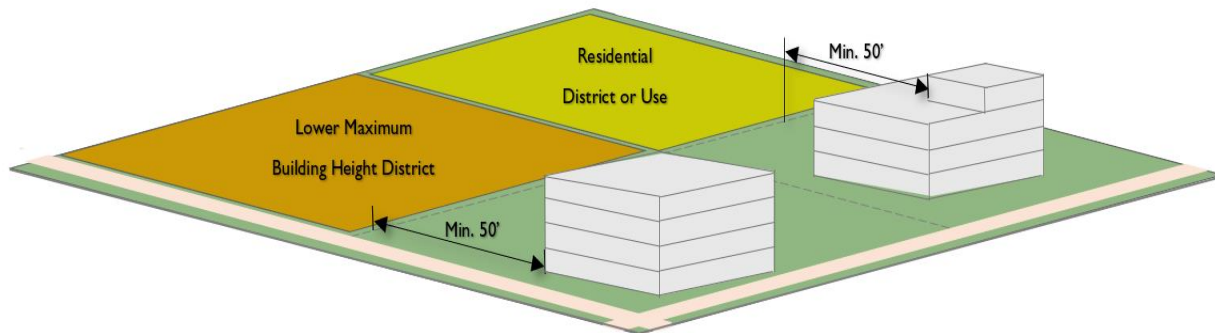 Residential
District or Use
Min. 50'
Lower Maximum
Building Height District
Min. 50'